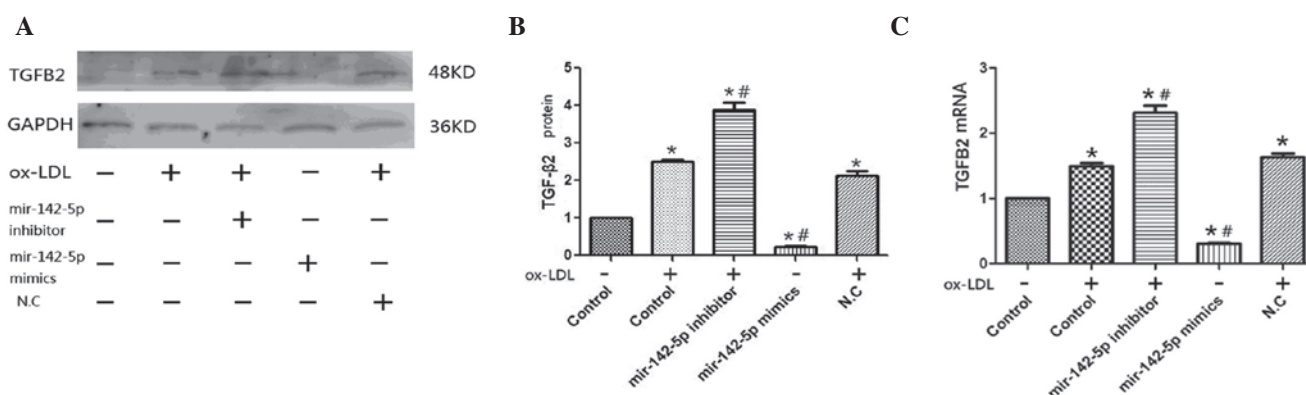 A
TGFB2
48KD
GAPDH
36KD
ox-LDL − + + − +
mir-142-5p
inhibitor − − + − −
mir-142-5p
mimics − − − + −
N.C − − − − +
B
TGF-β2 protein
5
4
3
2
1
0
*
* #
* #
*
ox-LDL − + + − +
Control
Control
mir-142-5p inhibitor
mir-142-5p mimics
N.C
C
TGFB2 mRNA
3
2
1
0
*
* #
* #
*
ox-LDL − + + − +
Control
Control
mir-142-5p inhibitor
mir-142-5p mimics
N.C